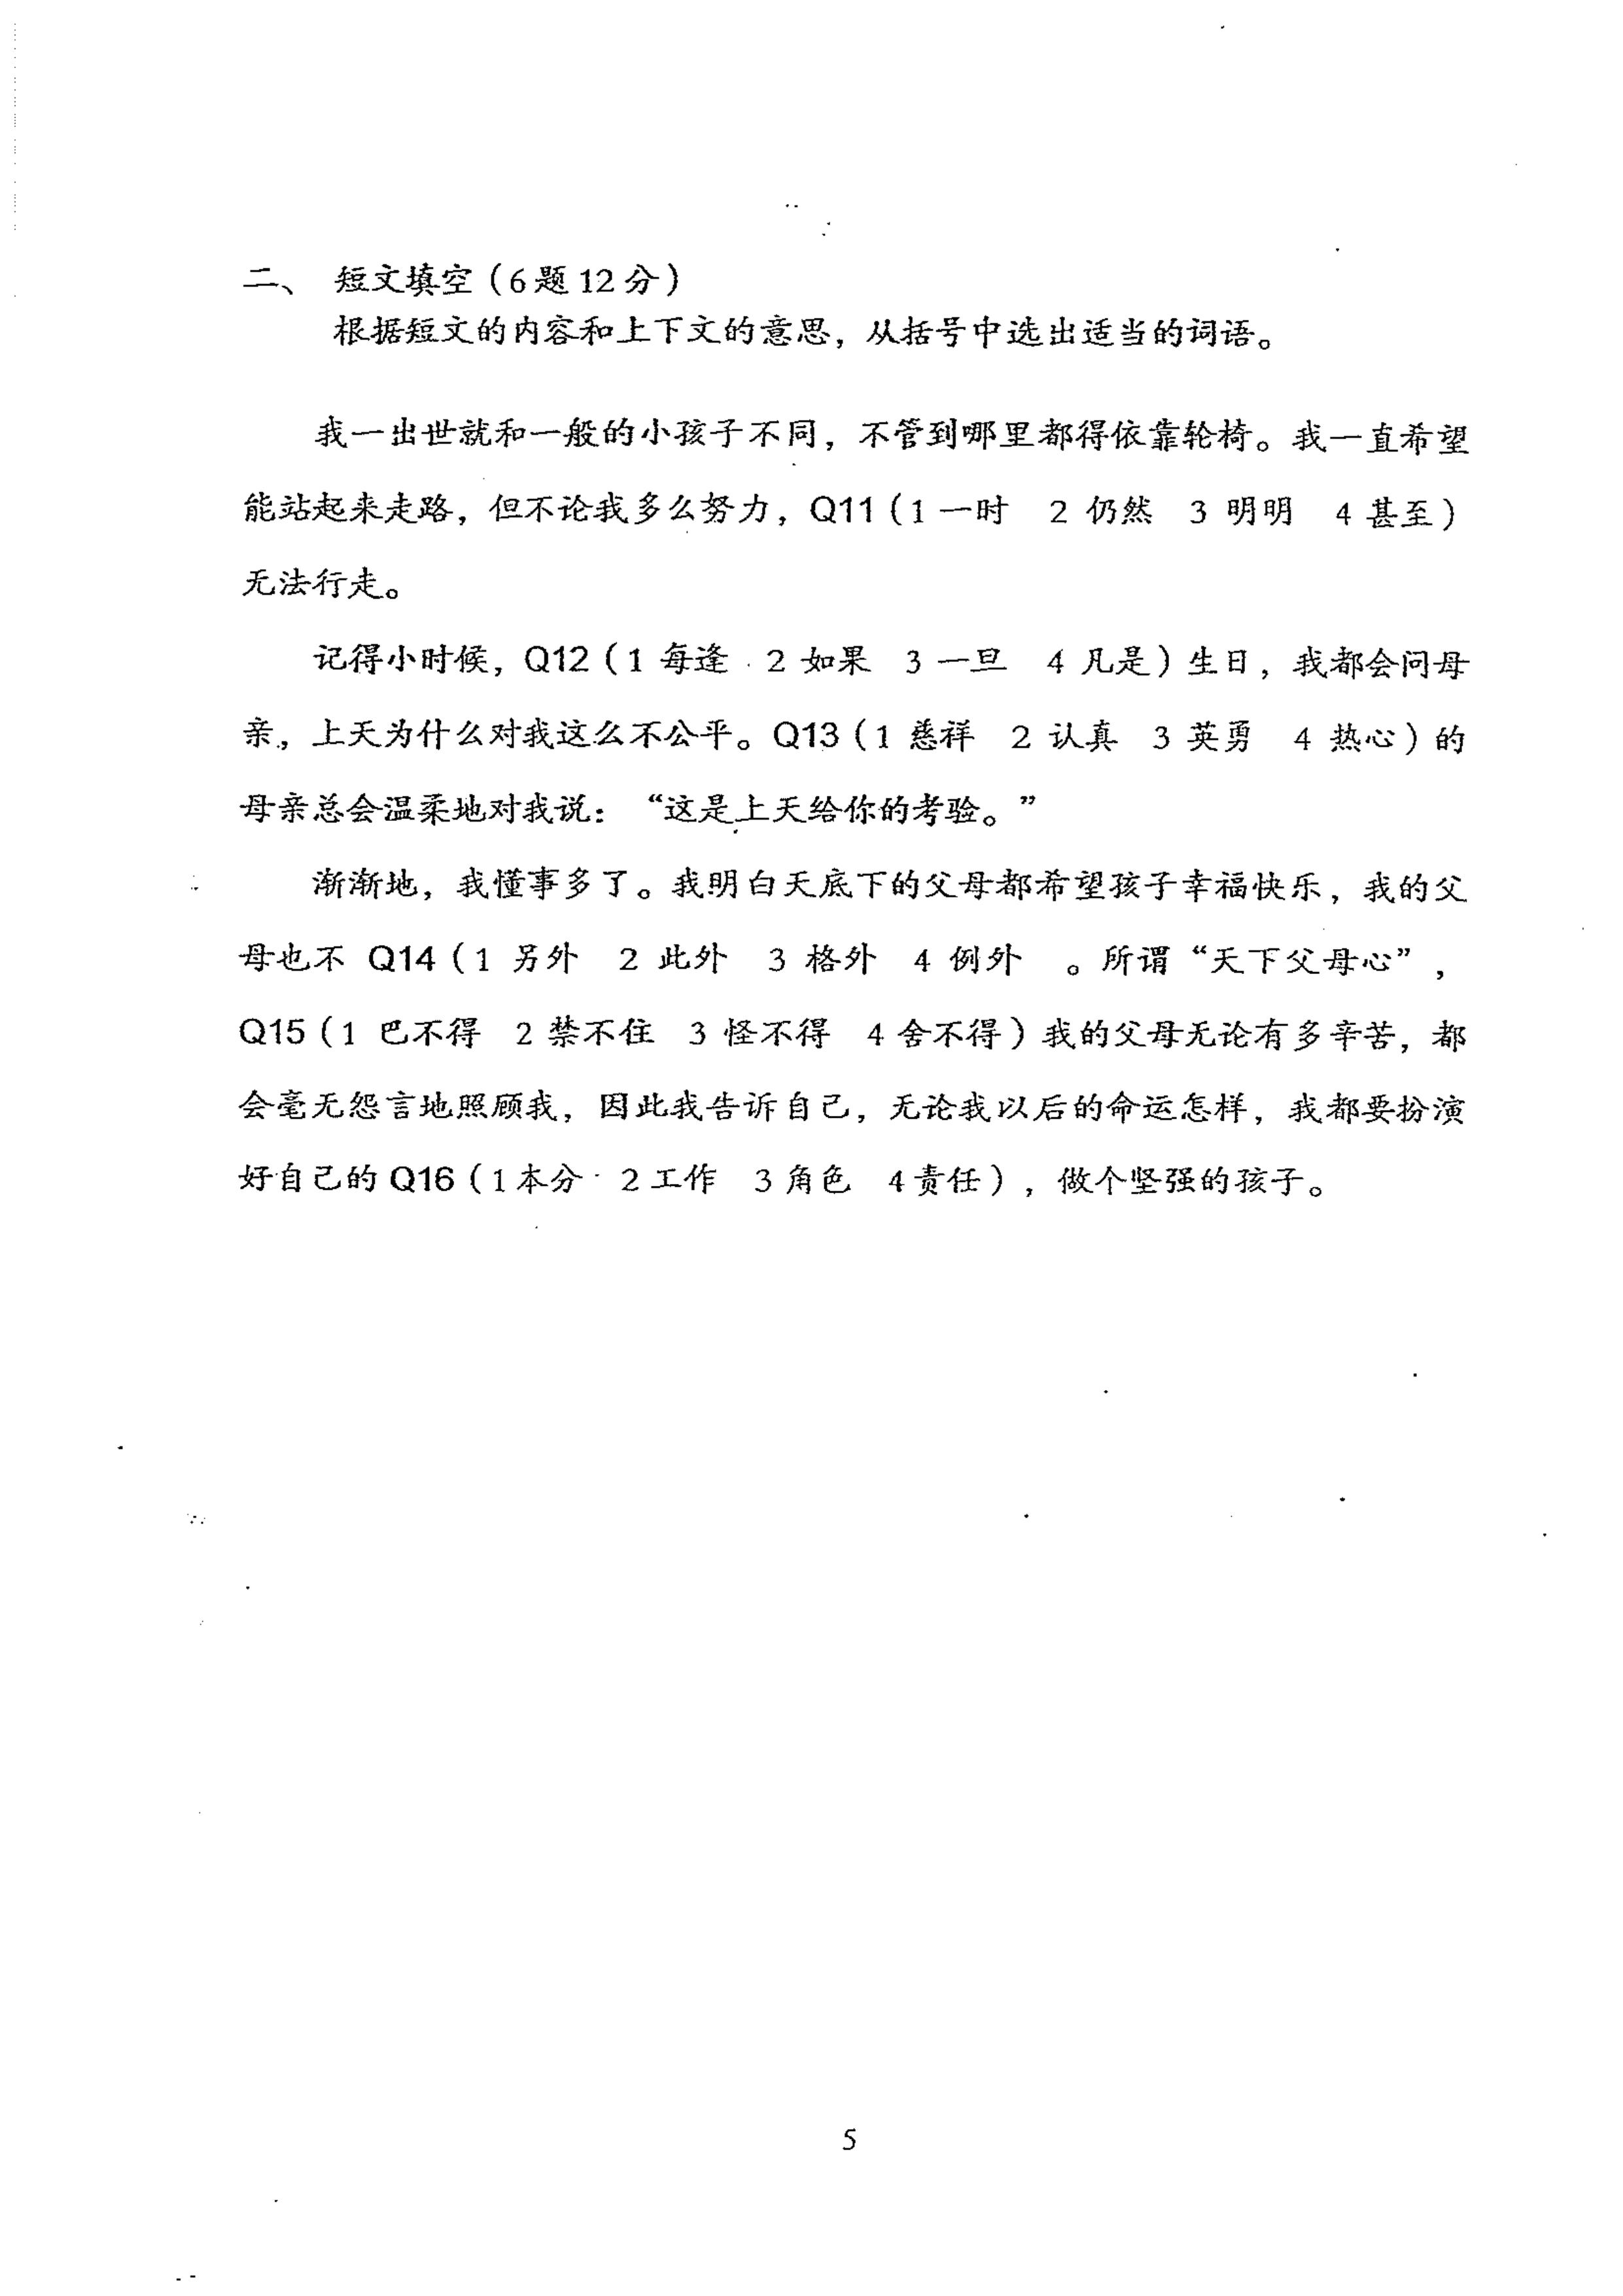 二、 短文填空（6题12分）
根据短文的内容和上下文的意思，从括号中选出适当的词语。
我一出世就和一般的小孩子不同，不管到哪里都得依靠轮椅。我一直希望
能站起来走路，但不论我多么努力，Q11（1 一时 2 仍然 3 明明 4 甚至）
无法行走。
记得小时候，Q12（1 每逢 2 如果 3 一旦 4 凡是）生日，我都会问母
亲，上天为什么对我这么不公平。Q13（1 慈祥 2 认真 3 英勇 4 热心）的
母亲总会温柔地对我说：“这是上天给你的考验。”
渐渐地，我懂事多了。我明白天底下的父母都希望孩子幸福快乐，我的父
母也不 Q14（1 另外 2 此外 3 格外 4 例外 。所谓“天下父母心”，
Q15（1 巴不得 2 禁不住 3 怪不得 4 舍不得）我的父母无论有多辛苦，都
会毫无怨言地照顾我，因此我告诉自己，无论我以后的命运怎样，我都要扮演
好自己的 Q16（1本分 2工作 3角色 4责任），做个坚强的孩子。
5